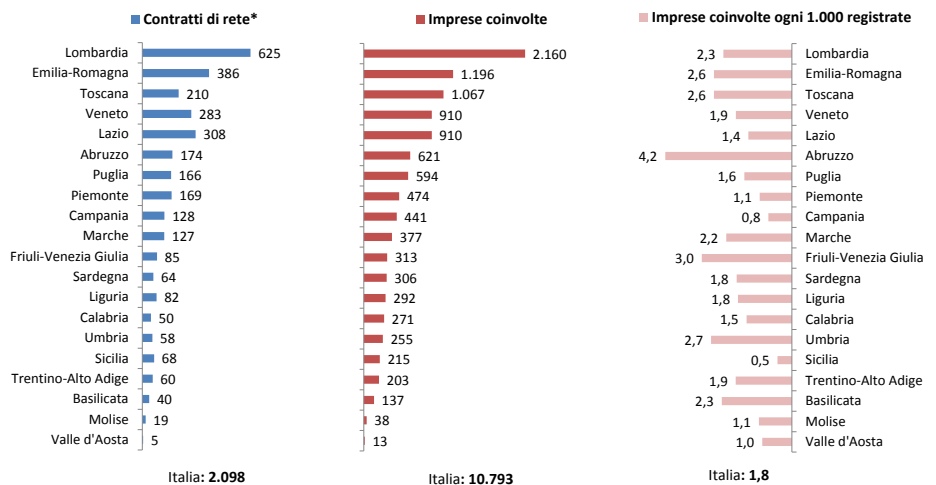 Contratti di rete* Imprese coinvolte Imprese coinvolte ogni 1.000 registrate
Lombardia 625 2.160 2,3 Lombardia
Emilia-Romagna 386 1.196 2,6 Emilia-Romagna
Toscana 210 1.067 2,6 Toscana
Veneto 283 910 1,9 Veneto
Lazio 308 910 1,4 Lazio
Abruzzo 174 621 4,2 Abruzzo
Puglia 166 594 1,6 Puglia
Piemonte 169 474 1,1 Piemonte
Campania 128 441 0,8 Campania
Marche 127 377 2,2 Marche
Friuli-Venezia Giulia 85 313 3,0 Friuli-Venezia Giulia
Sardegna 64 306 1,8 Sardegna
Liguria 82 292 1,8 Liguria
Calabria 50 271 1,5 Calabria
Umbria 58 255 2,7 Umbria
Sicilia 68 215 0,5 Sicilia
Trentino-Alto Adige 60 203 1,9 Trentino-Alto Adige
Basilicata 40 137 2,3 Basilicata
Molise 19 38 1,1 Molise
Valle d'Aosta 5 13 1,0 Valle d'Aosta
Italia: 2.098 Italia: 10.793 Italia: 1,8